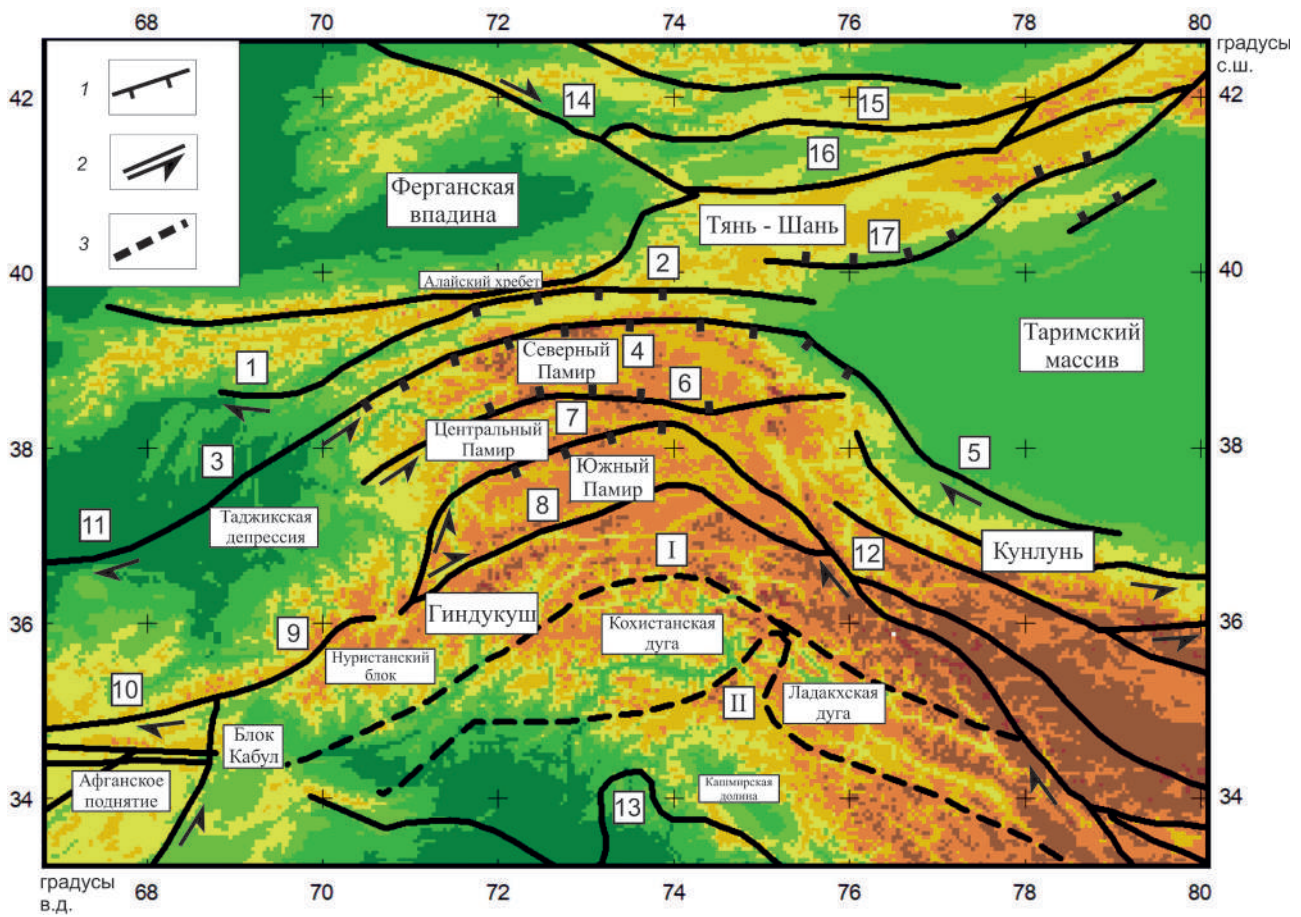 68 70 72 74 76 78 80
градусы
с.ш.
1
2
3
42
42
14
15
16
Ферганская
впадина
Тянь - Шань
17
40
40
2
Алайский хребет
Таримский
массив
1
Северный
Памир
4
6
7
38
38
Центральный
Памир
3
5
Южный
Памир
8
11
Таджикская
депрессия
I
12
Кунлунь
Гиндукуш
36
36
9
Кохистанская
дуга
Нуристанский
блок
10
II
Ладакхская
дуга
Блок
Кабул
Афганское
поднятие
Кашмирская
долина
34
34
13
градусы
в.д.
68 70 72 74 76 78 80